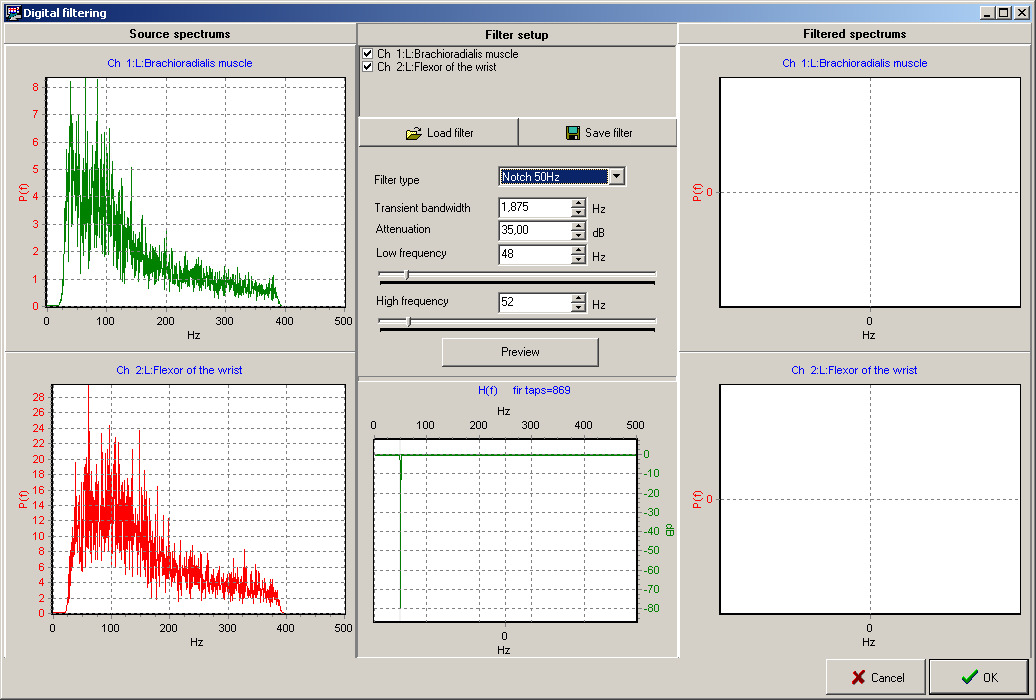 Digital filtering
Source spectrums
Filter setup
Filtered spectrums
Ch 1:L:Brachioradialis muscle
8
7
6
5
4
3
2
1
0
P(f)
0 100 200 300 400 500
Hz
Ch 2:L:Flexor of the wrist
28
26
24
22
20
18
16
14
12
10
8
6
4
2
0
P(f)
0 100 200 300 400 500
Hz
Ch 1:L:Brachioradialis muscle
Ch 2:L:Flexor of the wrist
Load filter
Save filter
Filter type Notch 50Hz
Transient bandwidth 1,875 Hz
Attenuation 35,00 dB
Low frequency 48 Hz
High frequency 52 Hz
Preview
H(f) fir taps=869
Hz
0 100 200 300 400 500
0
-10
-20
-30
-40
-50
-60
-70
-80
dB
0
Hz
Ch 1:L:Brachioradialis muscle
P(f)
0
0
Hz
Ch 2:L:Flexor of the wrist
P(f)
0
0
Hz
Cancel
OK